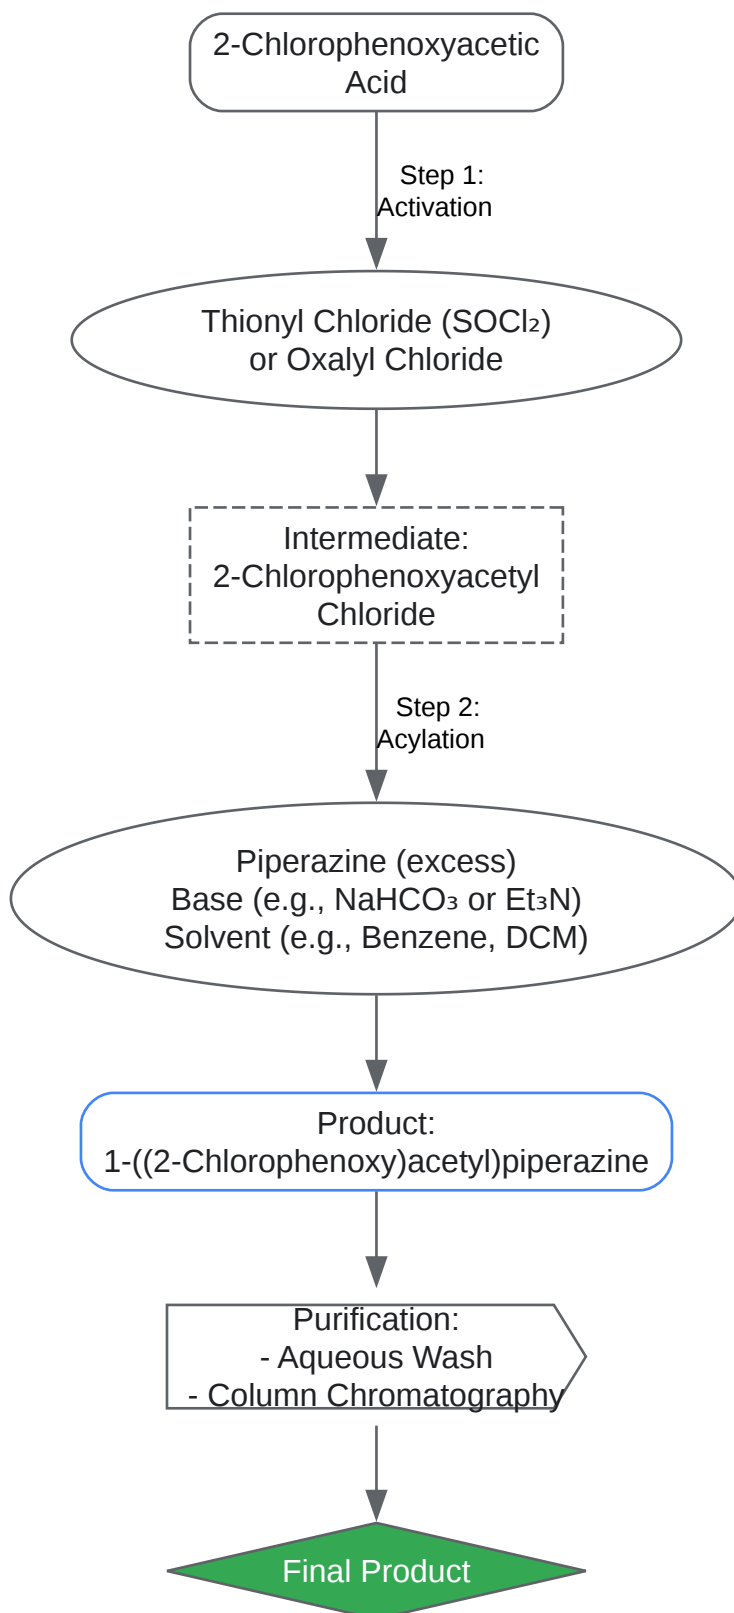 2-Chlorophenoxyacetic
Acid
Step 1:
Activation
Thionyl Chloride (SOCl₂)
or Oxalyl Chloride
Intermediate:
2-Chlorophenoxyacetyl
Chloride
Step 2:
Acylation
Piperazine (excess)
Base (e.g., NaHCO₃ or Et₃N)
Solvent (e.g., Benzene, DCM)
Product:
1-((2-Chlorophenoxy)acetyl)piperazine
Purification:
- Aqueous Wash
- Column Chromatography
Final Product